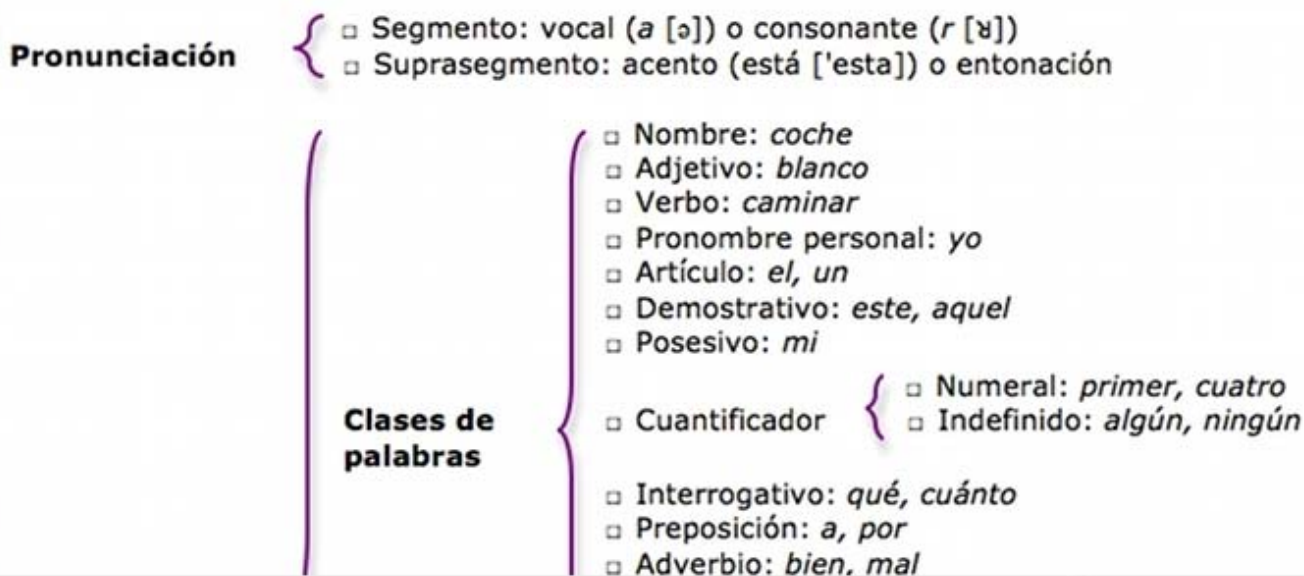 Pronunciación
▫ Segmento: vocal (a [ə]) o consonante (r [ʁ])
▫ Suprasegmento: acento (está ['esta]) o entonación
Clases de
palabras
▫ Nombre: coche
▫ Adjetivo: blanco
▫ Verbo: caminar
▫ Pronombre personal: yo
▫ Artículo: el, un
▫ Demostrativo: este, aquel
▫ Posesivo: mi
▫ Cuantificador
▫ Numeral: primer, cuatro
▫ Indefinido: algún, ningún
▫ Interrogativo: qué, cuánto
▫ Preposición: a, por
▫ Adverbio: bien, mal